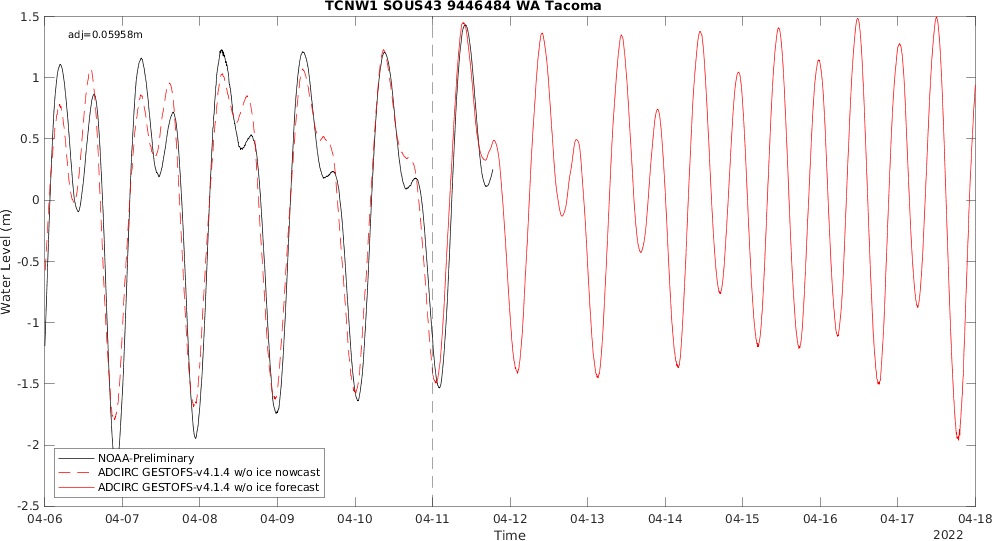 TCNW1 SOUS43 9446484 WA Tacoma
adj=0.05958m
1.5
1
0.5
0
-0.5
-1
-1.5
-2
-2.5
Water Level (m)
NOAA-Preliminary
ADCIRC GESTOFS-v4.1.4 w/o ice nowcast
ADCIRC GESTOFS-v4.1.4 w/o ice forecast
04-06 04-07 04-08 04-09 04-10 04-11 04-12 04-13 04-14 04-15 04-16 04-17 04-18
Time
2022